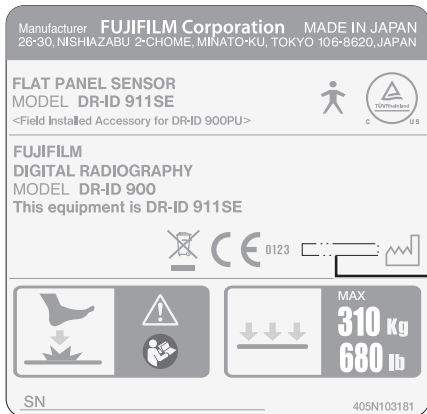 Manufacturer FUJIFILM Corporation MADE IN JAPAN
26-30, NISHIAZABU 2-CHOME, MINATO-KU, TOKYO 106-8620, JAPAN
FLAT PANEL SENSOR
MODEL DR-ID 911SE
<Field Installed Accessory for DR-ID 900PU>
TÜVRheinland
C US
FUJIFILM
DIGITAL RADIOGRAPHY
MODEL DR-ID 900
This equipment is DR-ID 911SE
CE 0123
MAX
310 Kg
680 lb
SN
405N103181